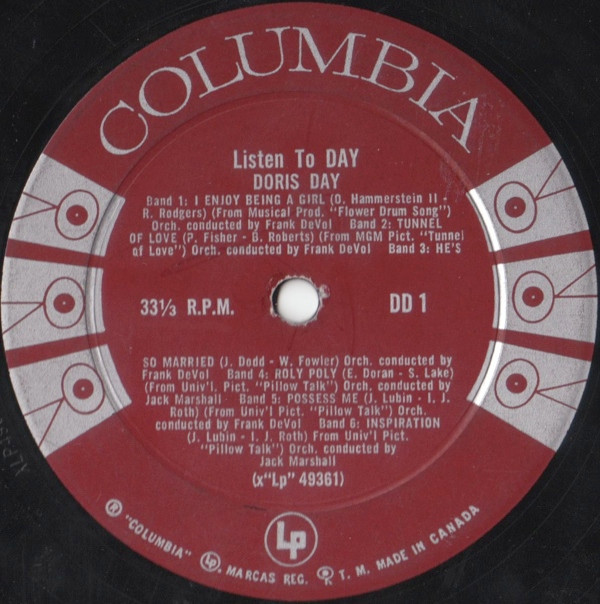 COLUMBIA
Listen To DAY
DORIS DAY
Band 1: I ENJOY BEING A GIRL (O. Hammerstein II -
R. Rodgers) (From Musical Prod. "Flower Drum Song")
Orch. conducted by Frank DeVol Band 2: TUNNEL
OF LOVE (P. Fisher - B. Roberts) (From MGM Pict. "Tunnel
of Love") Orch. conducted by Frank DeVol Band 3: HE'S
33⅓ R.P.M.
DD 1
SO MARRIED (J. Dodd - W. Fowler) Orch. conducted by
Frank DeVol Band 4: ROLY POLY (E. Doran - S. Lake)
(From Univ'l. Pict. "Pillow Talk") Orch. conducted by
Jack Marshall Band 5: POSSESS ME (J. Lubin - I. J.
Roth) (From Univ'l Pict. "Pillow Talk") Orch.
conducted by Frank DeVol Band 6: INSPIRATION
(J. Lubin - I. J. Roth) From Univ'l Pict.
"Pillow Talk") Orch. conducted by
Jack Marshall
(x"Lp" 49361)
Lp
® "COLUMBIA" Lp. MARCAS REG. ® T. M. MADE IN CANADA